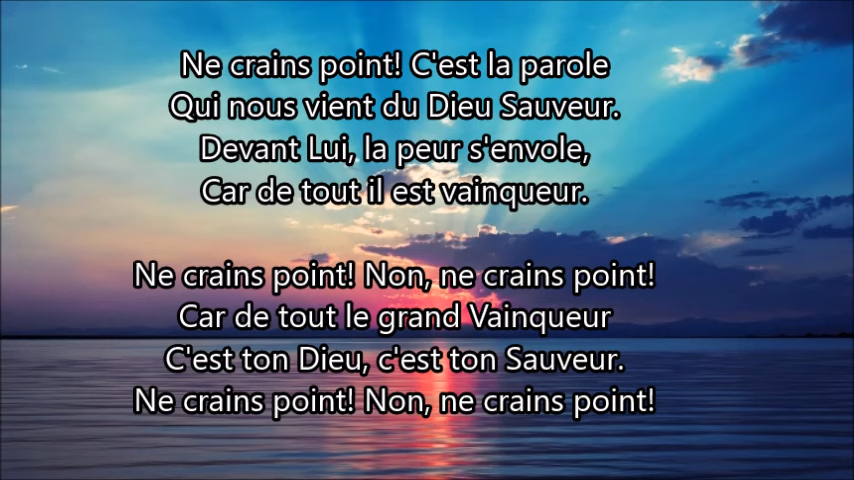 Ne crains point! C'est la parole
Qui nous vient du Dieu Sauveur.
Devant Lui, la peur s'envole,
Car de tout il est vainqueur.
Ne crains point! Non, ne crains point!
Car de tout le grand Vainqueur
C'est ton Dieu, c'est ton Sauveur.
Ne crains point! Non, ne crains point!